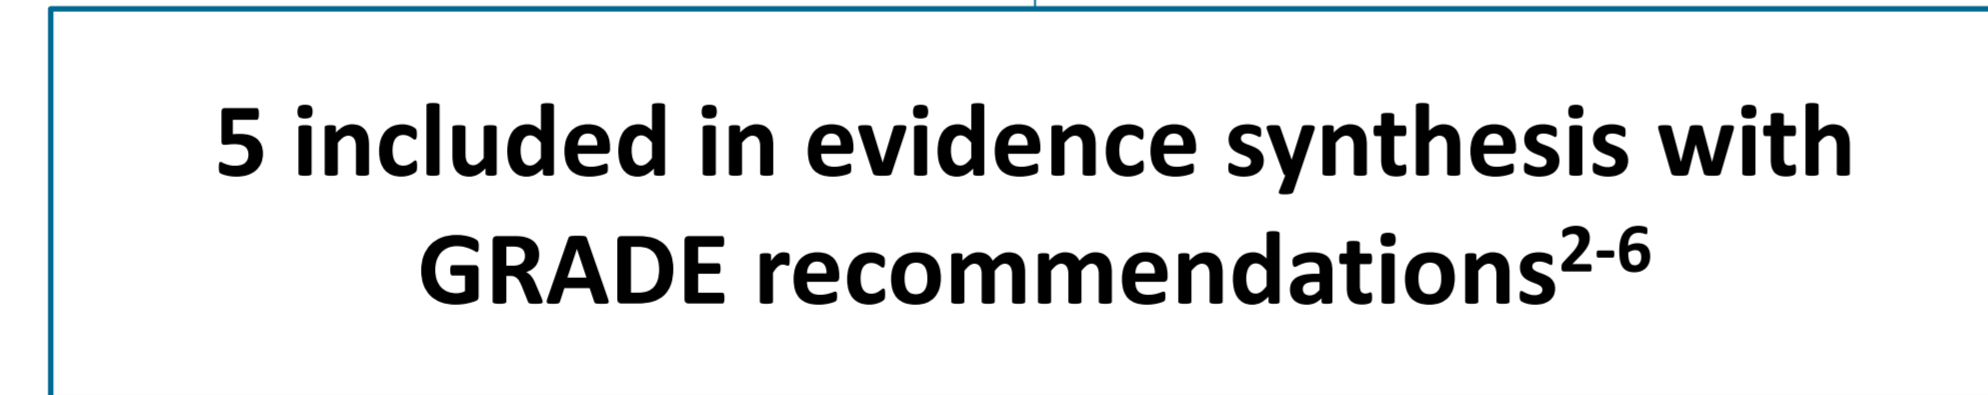 5 included in evidence synthesis with
GRADE recommendations²⁻⁶